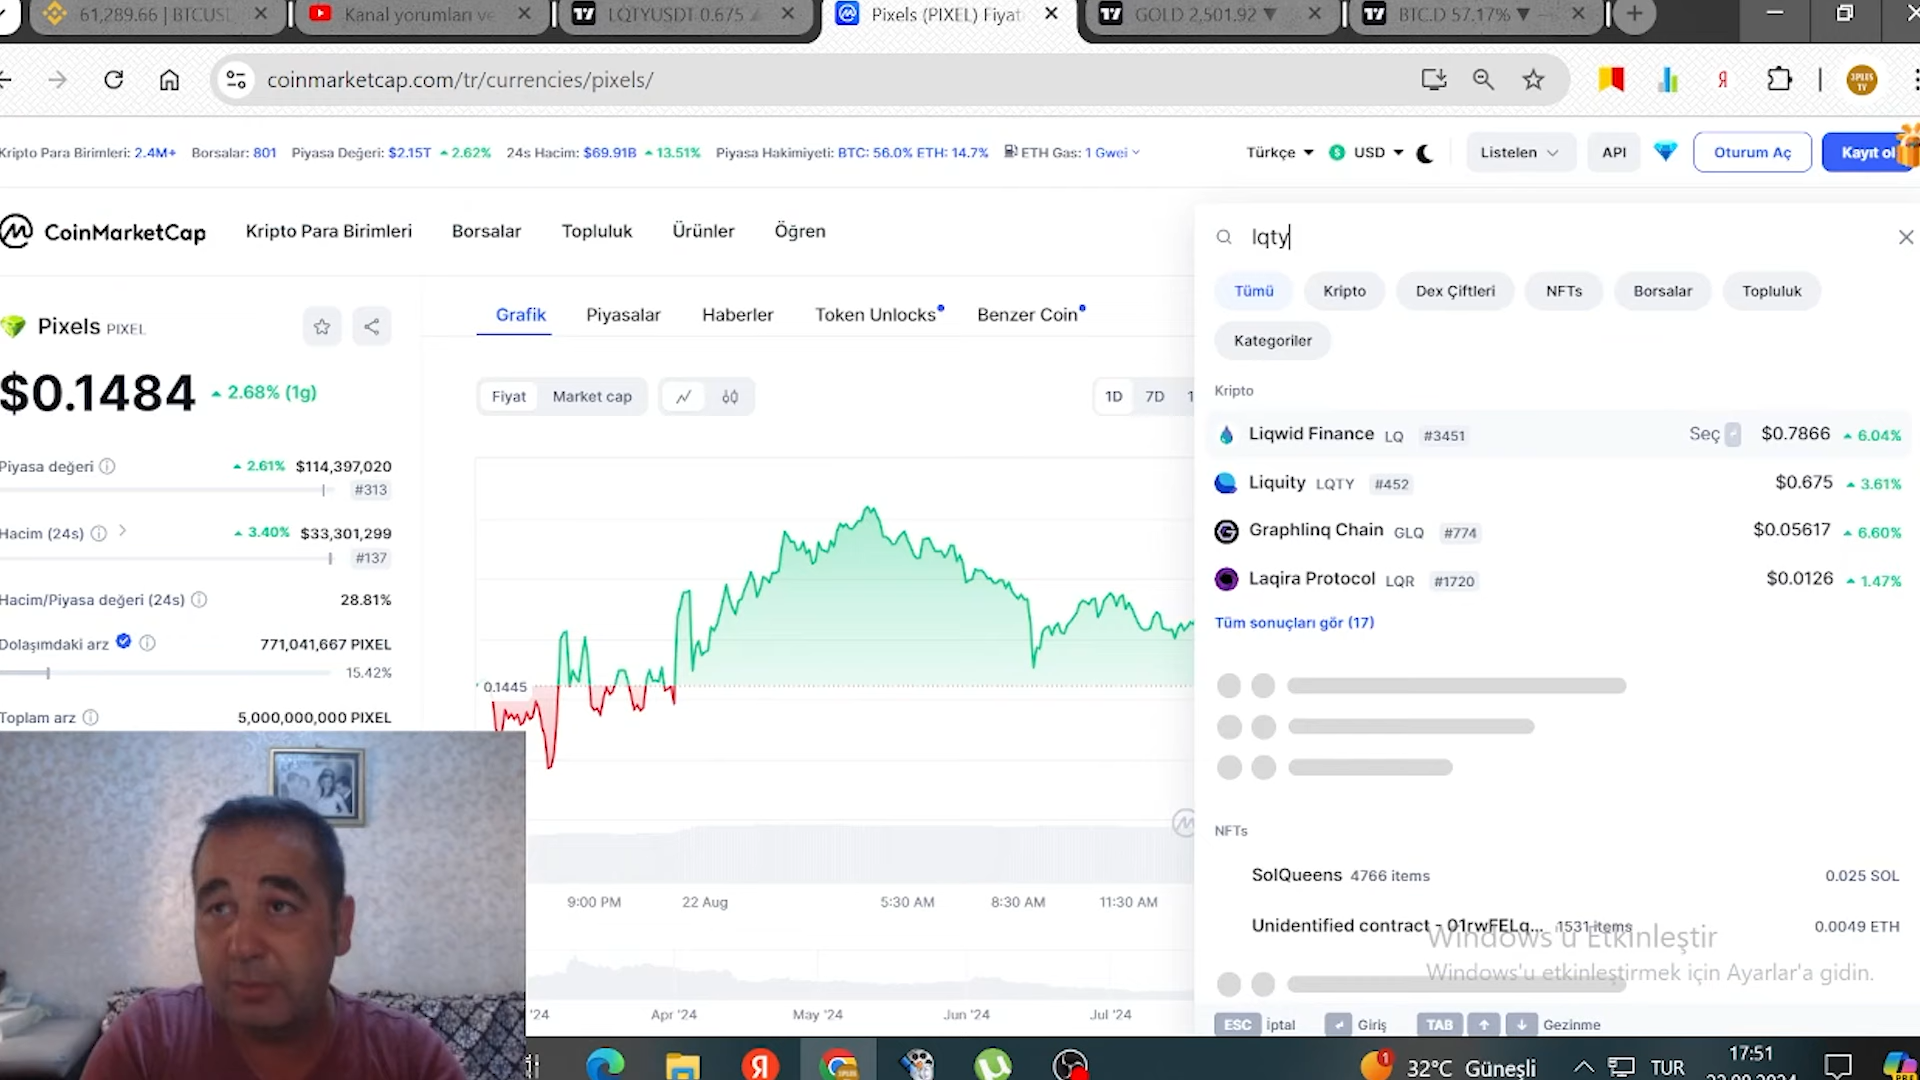 61,289.66 | BTCUS
Kanal yorumları ve
LQTYUSDT 0.675
Pixels (PIXEL) Fiyat
GOLD 2,501.92 ▼
BTC.D 57.17% ▼
coinmarketcap.com/tr/currencies/pixels/
3PLES TV
Kripto Para Birimleri: 2.4M+ Borsalar: 801 Piyasa Değeri: $2.15T 2.62% 24s Hacim: $69.91B 13.51% Piyasa Hakimiyeti: BTC: 56.0% ETH: 14.7% ETH Gas: 1 Gwei
Türkçe USD Listelen API Oturum Aç Kayıt ol
CoinMarketCap Kripto Para Birimleri Borsalar Topluluk Ürünler Öğren
Pixels PIXEL
$0.1484 2.68% (1g)
Piyasa değeri 2.61% $114,397,020
#313
Hacim (24s) 3.40% $33,301,299
#137
Hacim/Piyasa değeri (24s) 28.81%
Dolaşımdaki arz 771,041,667 PIXEL
15.42%
Toplam arz 5,000,000,000 PIXEL
Grafik Piyasalar Haberler Token Unlocks Benzer Coin
Fiyat Market cap 1D 7D 1
0.1445
9:00 PM 22 Aug 5:30 AM 8:30 AM 11:30 AM
'24 Apr '24 May '24 Jun '24 Jul '24
lqty
Tümü Kripto Dex Çiftleri NFTs Borsalar Topluluk
Kategoriler
Kripto
Liqwid Finance LQ #3451 Seç $0.7866 6.04%
Liquity LQTY #452 $0.675 3.61%
Graphlinq Chain GLQ #774 $0.05617 6.60%
Laqira Protocol LQR #1720 $0.0126 1.47%
Tüm sonuçları gör (17)
NFTs
SolQueens 4766 items 0.025 SOL
Unidentified contract - 01rwFELq... 1531 items 0.0049 ETH
Windows'u Etkinleştir
Windows'u etkinleştirmek için Ayarlar'a gidin.
ESC İptal Giriş TAB Gezinme
1 32°C Güneşli TUR 17:51